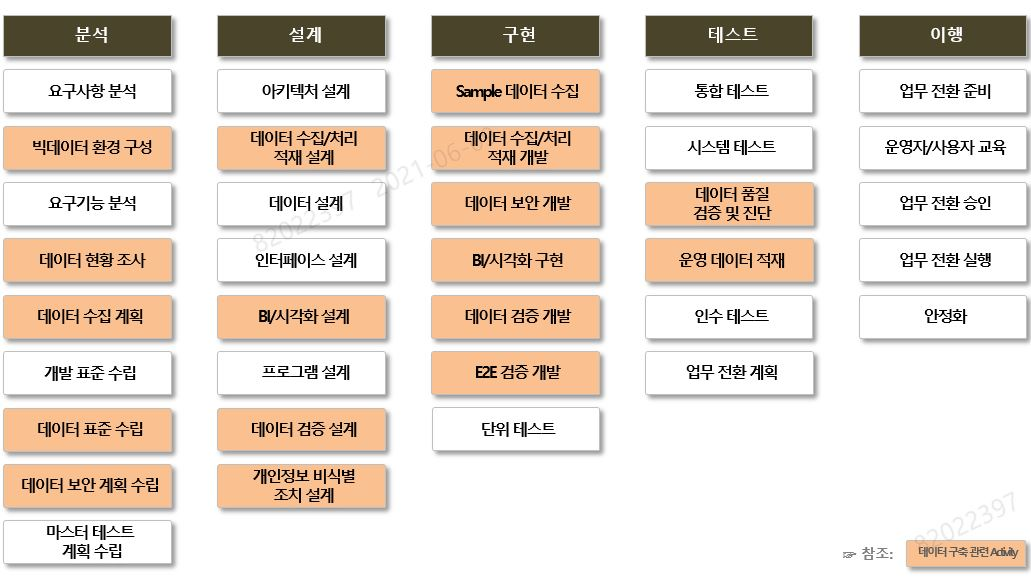 분석
요구사항 분석
빅데이터 환경 구성
요구기능 분석
데이터 현황 조사
데이터 수집 계획
개발 표준 수립
데이터 표준 수립
데이터 보안 계획 수립
마스터 테스트
계획 수립
설계
아키텍처 설계
데이터 수집/처리
적재 설계
데이터 설계
인터페이스 설계
BI/시각화 설계
프로그램 설계
데이터 검증 설계
개인정보 비식별
조치 설계
구현
Sample 데이터 수집
데이터 수집/처리
적재 개발
데이터 보안 개발
BI/시각화 구현
데이터 검증 개발
E2E 검증 개발
단위 테스트
테스트
통합 테스트
시스템 테스트
데이터 품질
검증 및 진단
운영 데이터 적재
인수 테스트
업무 전환 계획
이행
업무 전환 준비
운영자/사용자 교육
업무 전환 승인
업무 전환 실행
안정화
☞ 참조:
데이터 구축 관련 Activity
82022397
82022397